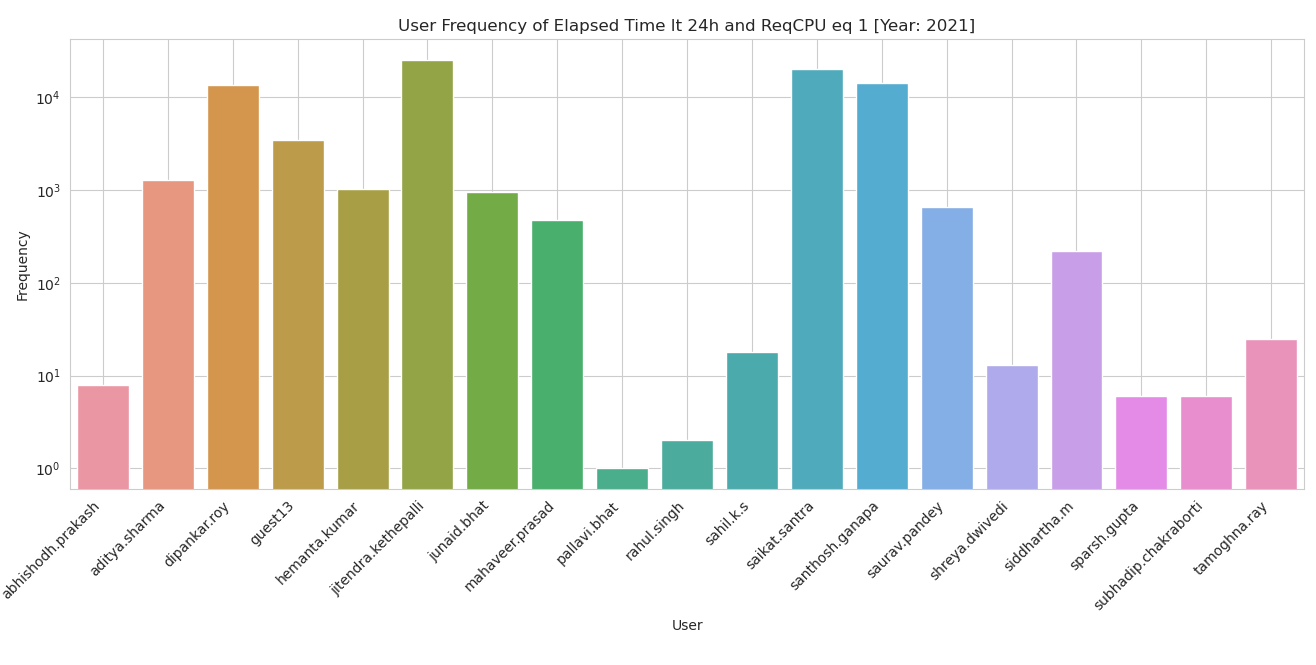 User Frequency of Elapsed Time lt 24h and ReqCPU eq 1 [Year: 2021]
Frequency
10⁴
10³
10²
10¹
10⁰
abhishodh.prakash
aditya.sharma
dipankar.roy
guest13
hemanta.kumar
jitendra.kethepalli
junaid.bhat
mahaveer.prasad
pallavi.bhat
rahul.singh
sahil.k.s
saikat.santra
santhosh.ganapa
saurav.pandey
shreya.dwivedi
siddhartha.m
sparsh.gupta
subhadip.chakraborti
tamoghna.ray
User